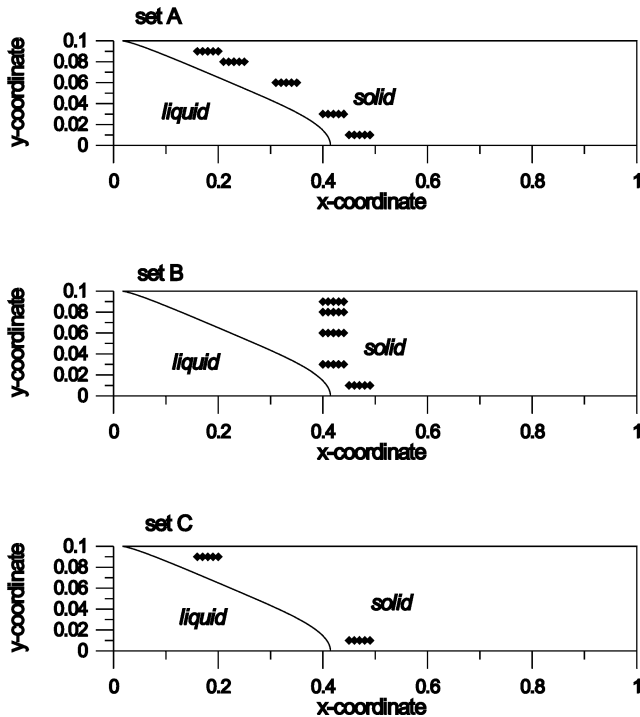 set A
0.1
0.08
0.06
0.04
0.02
0
y-coordinate
liquid
solid
0 0.2 0.4 0.6 0.8 1
x-coordinate
set B
0.1
0.08
0.06
0.04
0.02
0
y-coordinate
liquid
solid
0 0.2 0.4 0.6 0.8 1
x-coordinate
set C
0.1
0.08
0.06
0.04
0.02
0
y-coordinate
liquid
solid
0 0.2 0.4 0.6 0.8 1
x-coordinate